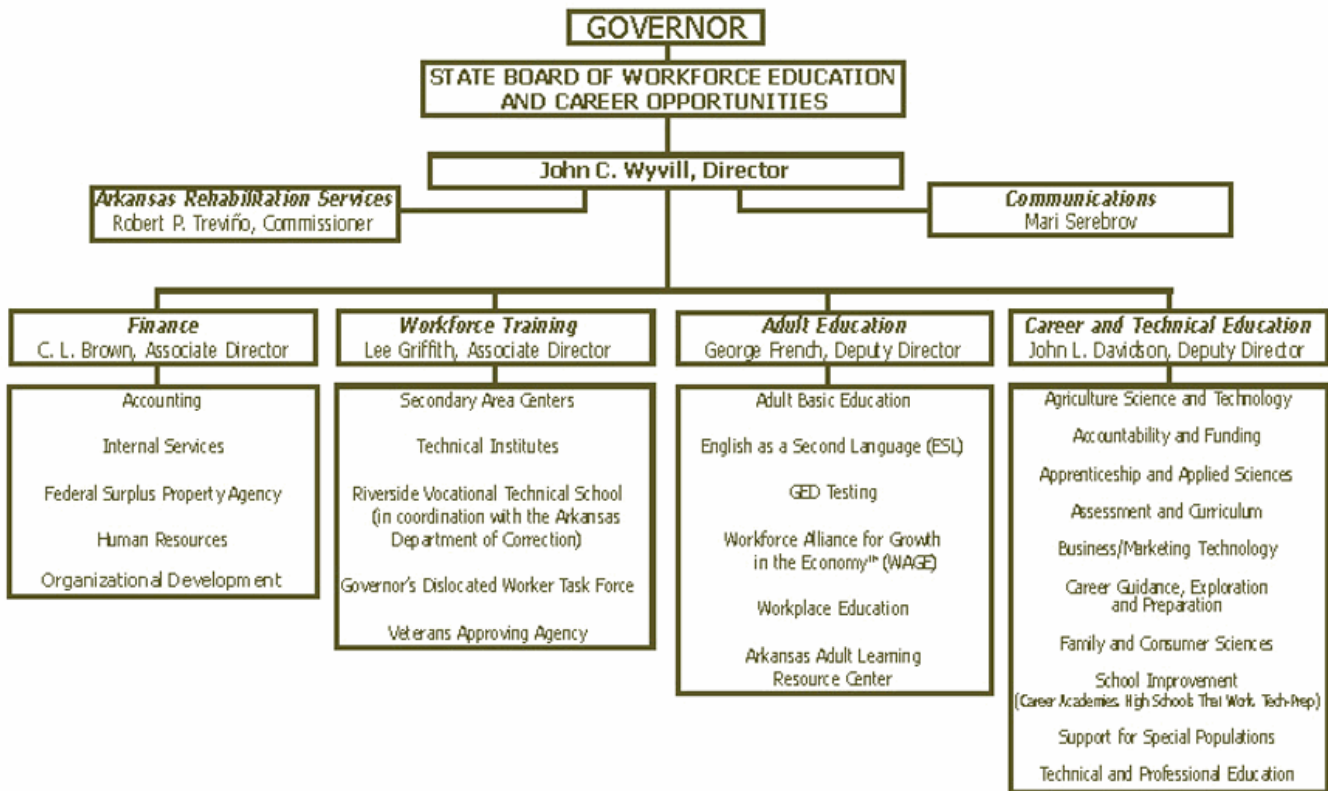 GOVERNOR
STATE BOARD OF WORKFORCE EDUCATION
AND CAREER OPPORTUNITIES
John C. Wyvill, Director
Arkansas Rehabilitation Services
Robert P. Treviño, Commissioner
Communications
Mari Serebrov
Finance
C. L. Brown, Associate Director
Workforce Training
Lee Griffith, Associate Director
Adult Education
George French, Deputy Director
Career and Technical Education
John L. Davidson, Deputy Director
Accounting
Internal Services
Federal Surplus Property Agency
Human Resources
Organizational Development
Secondary Area Centers
Technical Institutes
Riverside Vocational Technical School
(in coordination with the Arkansas
Department of Correction)
Governor's Dislocated Worker Task Force
Veterans Approving Agency
Adult Basic Education
English as a Second Language (ESL)
GED Testing
Workforce Alliance for Growth
in the Economy™ (WAGE)
Workplace Education
Arkansas Adult Learning
Resource Center
Agriculture Science and Technology
Accountability and Funding
Apprenticeship and Applied Sciences
Assessment and Curriculum
Business/Marketing Technology
Career Guidance, Exploration
and Preparation
Family and Consumer Sciences
School Improvement
(Career Academies, High Schools That Work, Tech-Prep)
Support for Special Populations
Technical and Professional Education